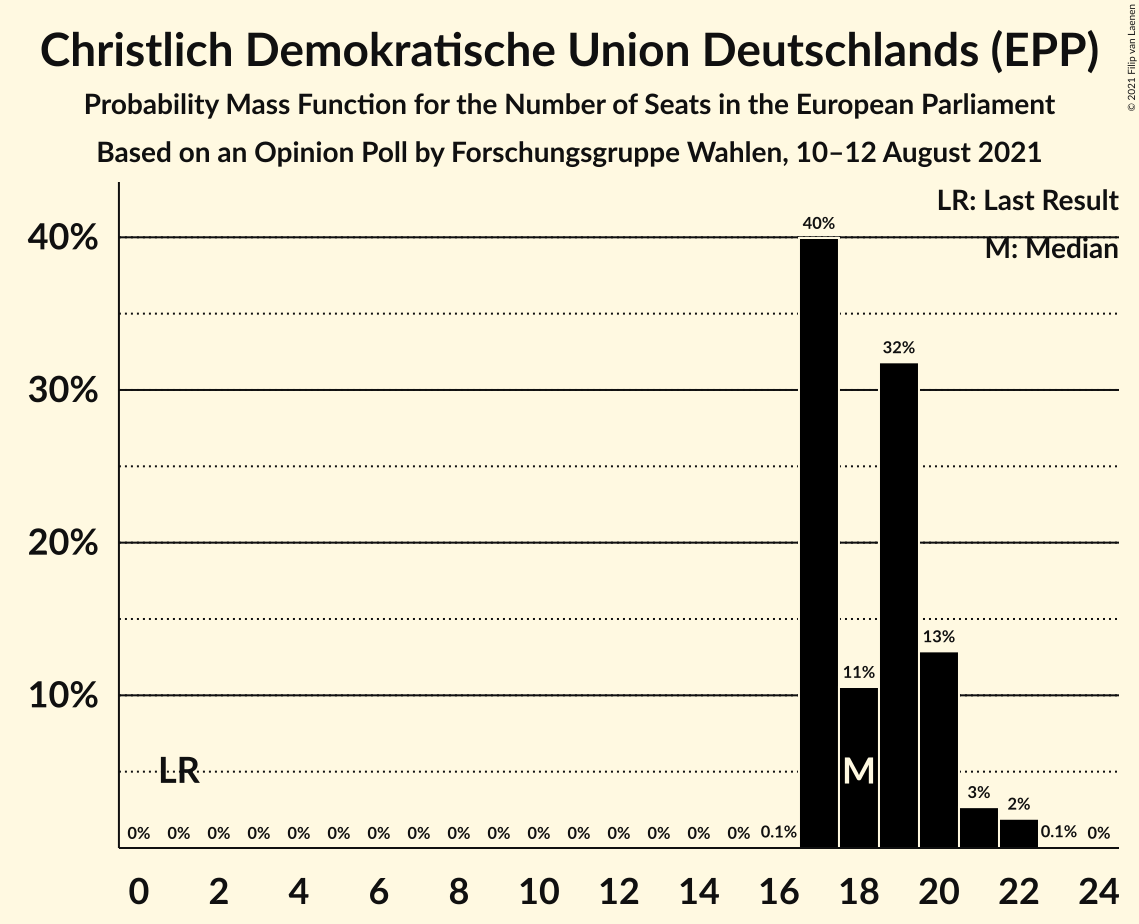 Christlich Demokratische Union Deutschlands (EPP)
Probability Mass Function for the Number of Seats in the European Parliament
Based on an Opinion Poll by Forschungsgruppe Wahlen, 10–12 August 2021
© 2021 Filip van Laenen
LR: Last Result
M: Median
40%
30%
20%
10%
40%
32%
13%
11%
LR
M
3%
2%
0% 0% 0% 0% 0% 0% 0% 0% 0% 0% 0% 0% 0% 0% 0% 0% 0.1% 0.1% 0%
0 2 4 6 8 10 12 14 16 18 20 22 24